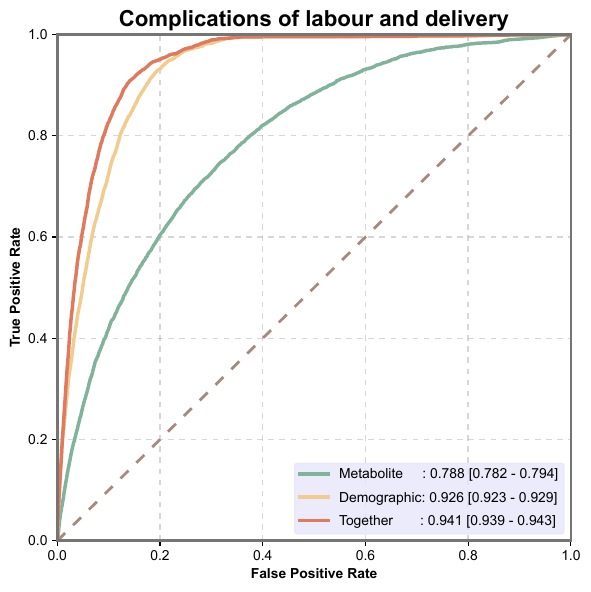 Complications of labour and delivery
True Positive Rate
1.0
0.8
0.6
0.4
0.2
0.0
Metabolite : 0.788 [0.782 - 0.794]
Demographic: 0.926 [0.923 - 0.929]
Together : 0.941 [0.939 - 0.943]
0.0 0.2 0.4 0.6 0.8 1.0
False Positive Rate